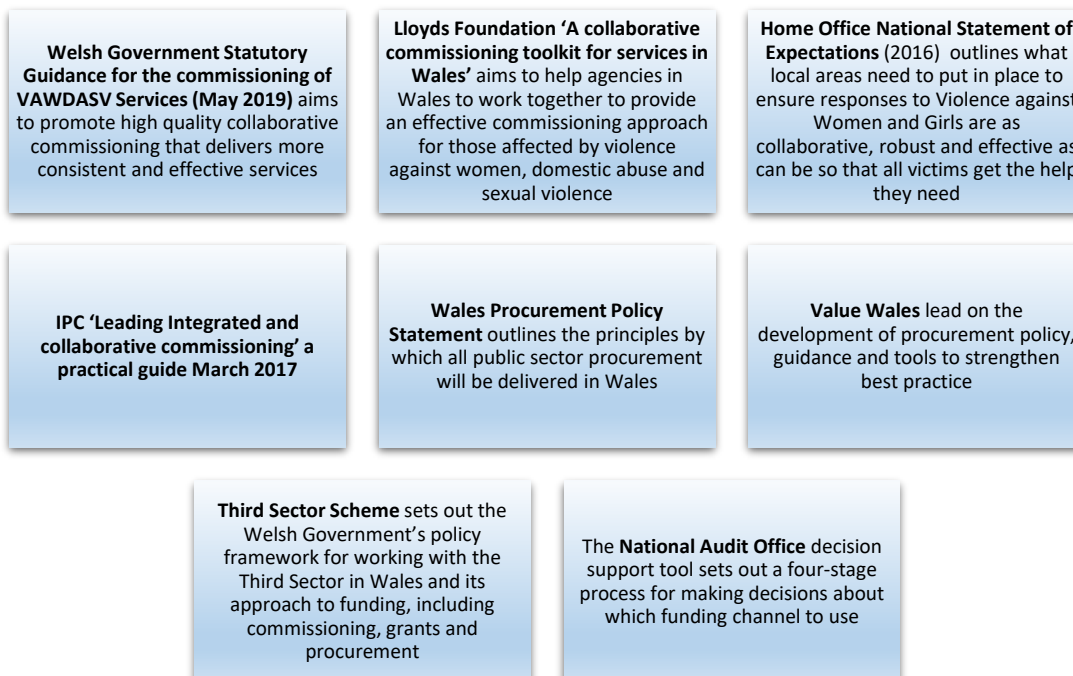 Welsh Government Statutory
Guidance for the commissioning of
VAWDASV Services (May 2019) aims
to promote high quality collaborative
commissioning that delivers more
consistent and effective services
Lloyds Foundation ‘A collaborative
commissioning toolkit for services in
Wales’ aims to help agencies in
Wales to work together to provide
an effective commissioning approach
for those affected by violence
against women, domestic abuse and
sexual violence
Home Office National Statement of
Expectations (2016) outlines what
local areas need to put in place to
ensure responses to Violence against
Women and Girls are as
collaborative, robust and effective as
can be so that all victims get the help
they need
IPC ‘Leading Integrated and
collaborative commissioning’ a
practical guide March 2017
Wales Procurement Policy
Statement outlines the principles by
which all public sector procurement
will be delivered in Wales
Value Wales lead on the
development of procurement policy,
guidance and tools to strengthen
best practice
Third Sector Scheme sets out the
Welsh Government’s policy
framework for working with the
Third Sector in Wales and its
approach to funding, including
commissioning, grants and
procurement
The National Audit Office decision
support tool sets out a four-stage
process for making decisions about
which funding channel to use